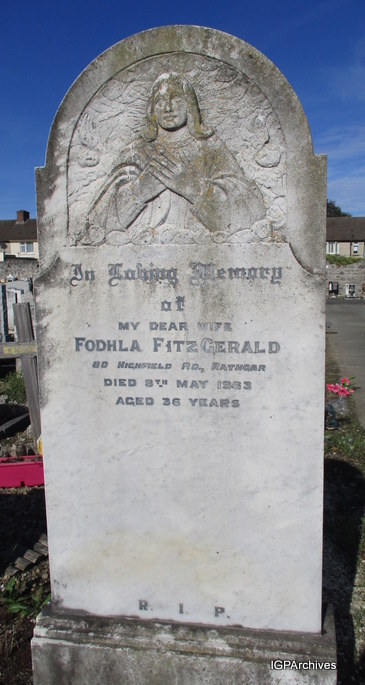 In Loving Memory
of
MY DEAR WIFE
FODHLA FITZGERALD
80 HIGHFIELD RD., RATHGAR
DIED 8TH MAY 1963
AGED 36 YEARS
R. I. P.
IGPArchives